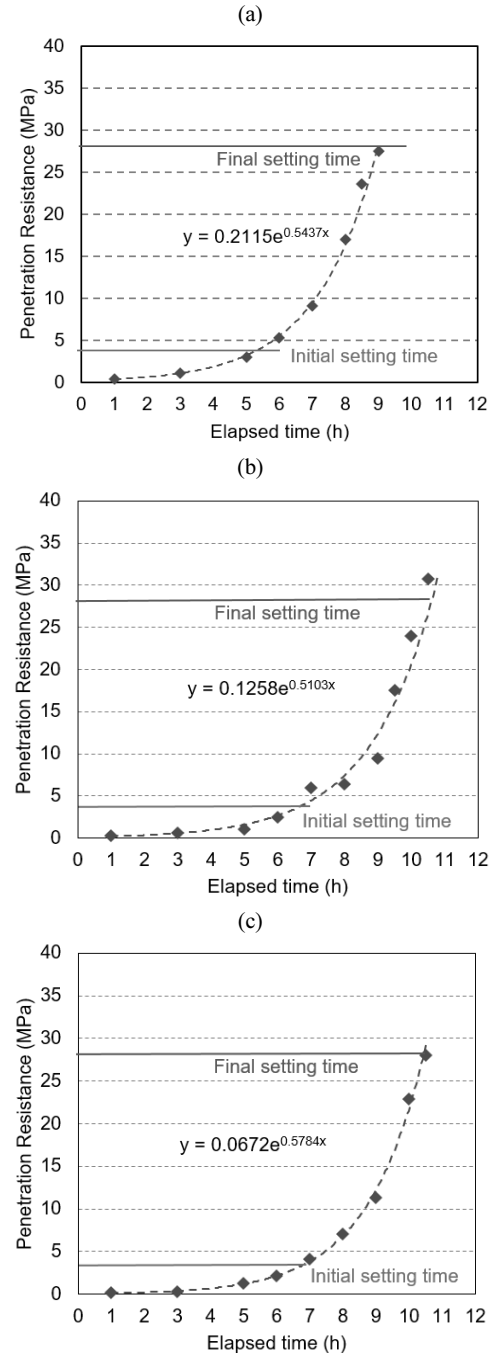 (a)
Penetration Resistance (MPa)
40
35
30
25
20
15
10
5
0
Final setting time
y = 0.2115e^0.5437x
Initial setting time
0 1 2 3 4 5 6 7 8 9 10 11 12
Elapsed time (h)
(b)
Penetration Resistance (MPa)
40
35
30
25
20
15
10
5
0
Final setting time
y = 0.1258e^0.5103x
Initial setting time
0 1 2 3 4 5 6 7 8 9 10 11 12
Elapsed time (h)
(c)
Penetration Resistance (MPa)
40
35
30
25
20
15
10
5
0
Final setting time
y = 0.0672e^0.5784x
Initial setting time
0 1 2 3 4 5 6 7 8 9 10 11 12
Elapsed time (h)